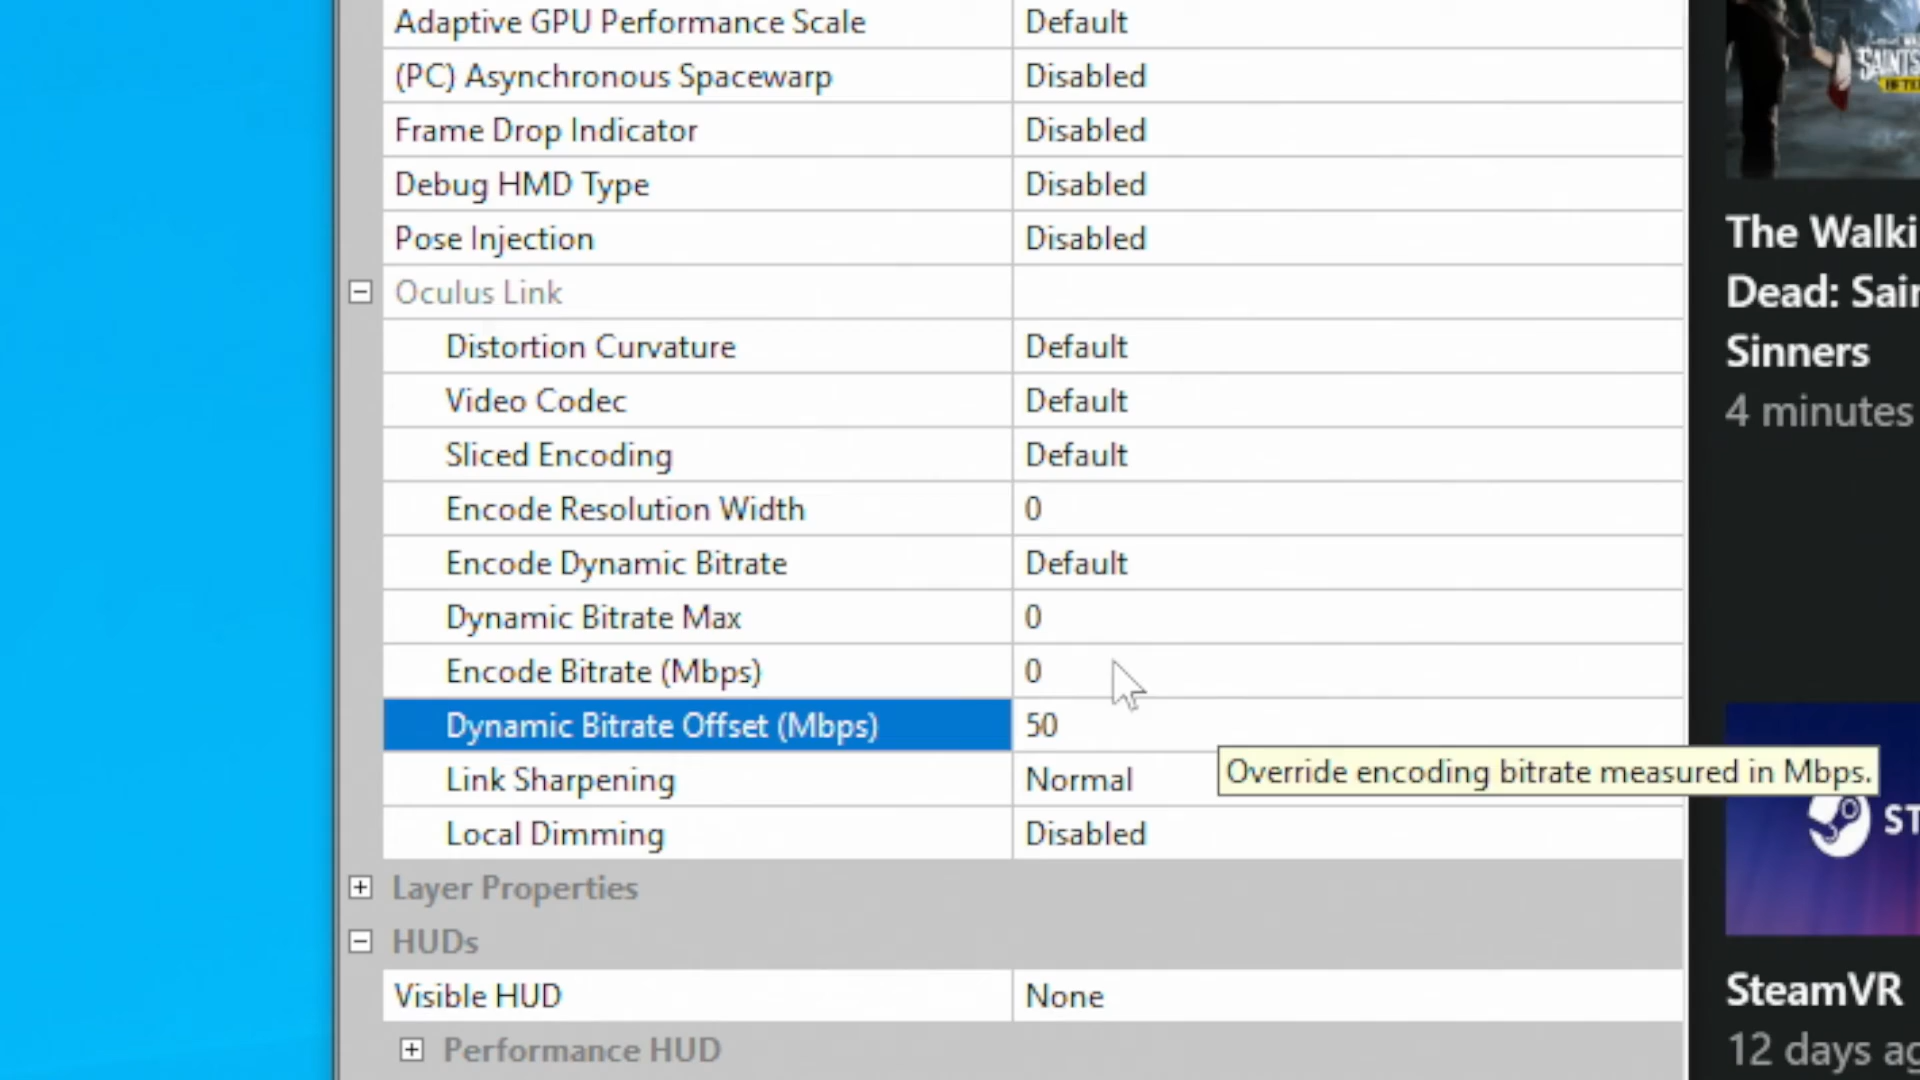 Adaptive GPU Performance Scale Default
(PC) Asynchronous Spacewarp Disabled
Frame Drop Indicator Disabled
Debug HMD Type Disabled
Pose Injection Disabled
Oculus Link
Distortion Curvature Default
Video Codec Default
Sliced Encoding Default
Encode Resolution Width 0
Encode Dynamic Bitrate Default
Dynamic Bitrate Max 0
Encode Bitrate (Mbps) 0
Dynamic Bitrate Offset (Mbps) 50
Override encoding bitrate measured in Mbps.
Link Sharpening Normal
Local Dimming Disabled
Layer Properties
HUDs
Visible HUD None
Performance HUD
SAINTS
The Walki
Dead: Sain
Sinners
4 minutes
ST
SteamVR
12 days ag